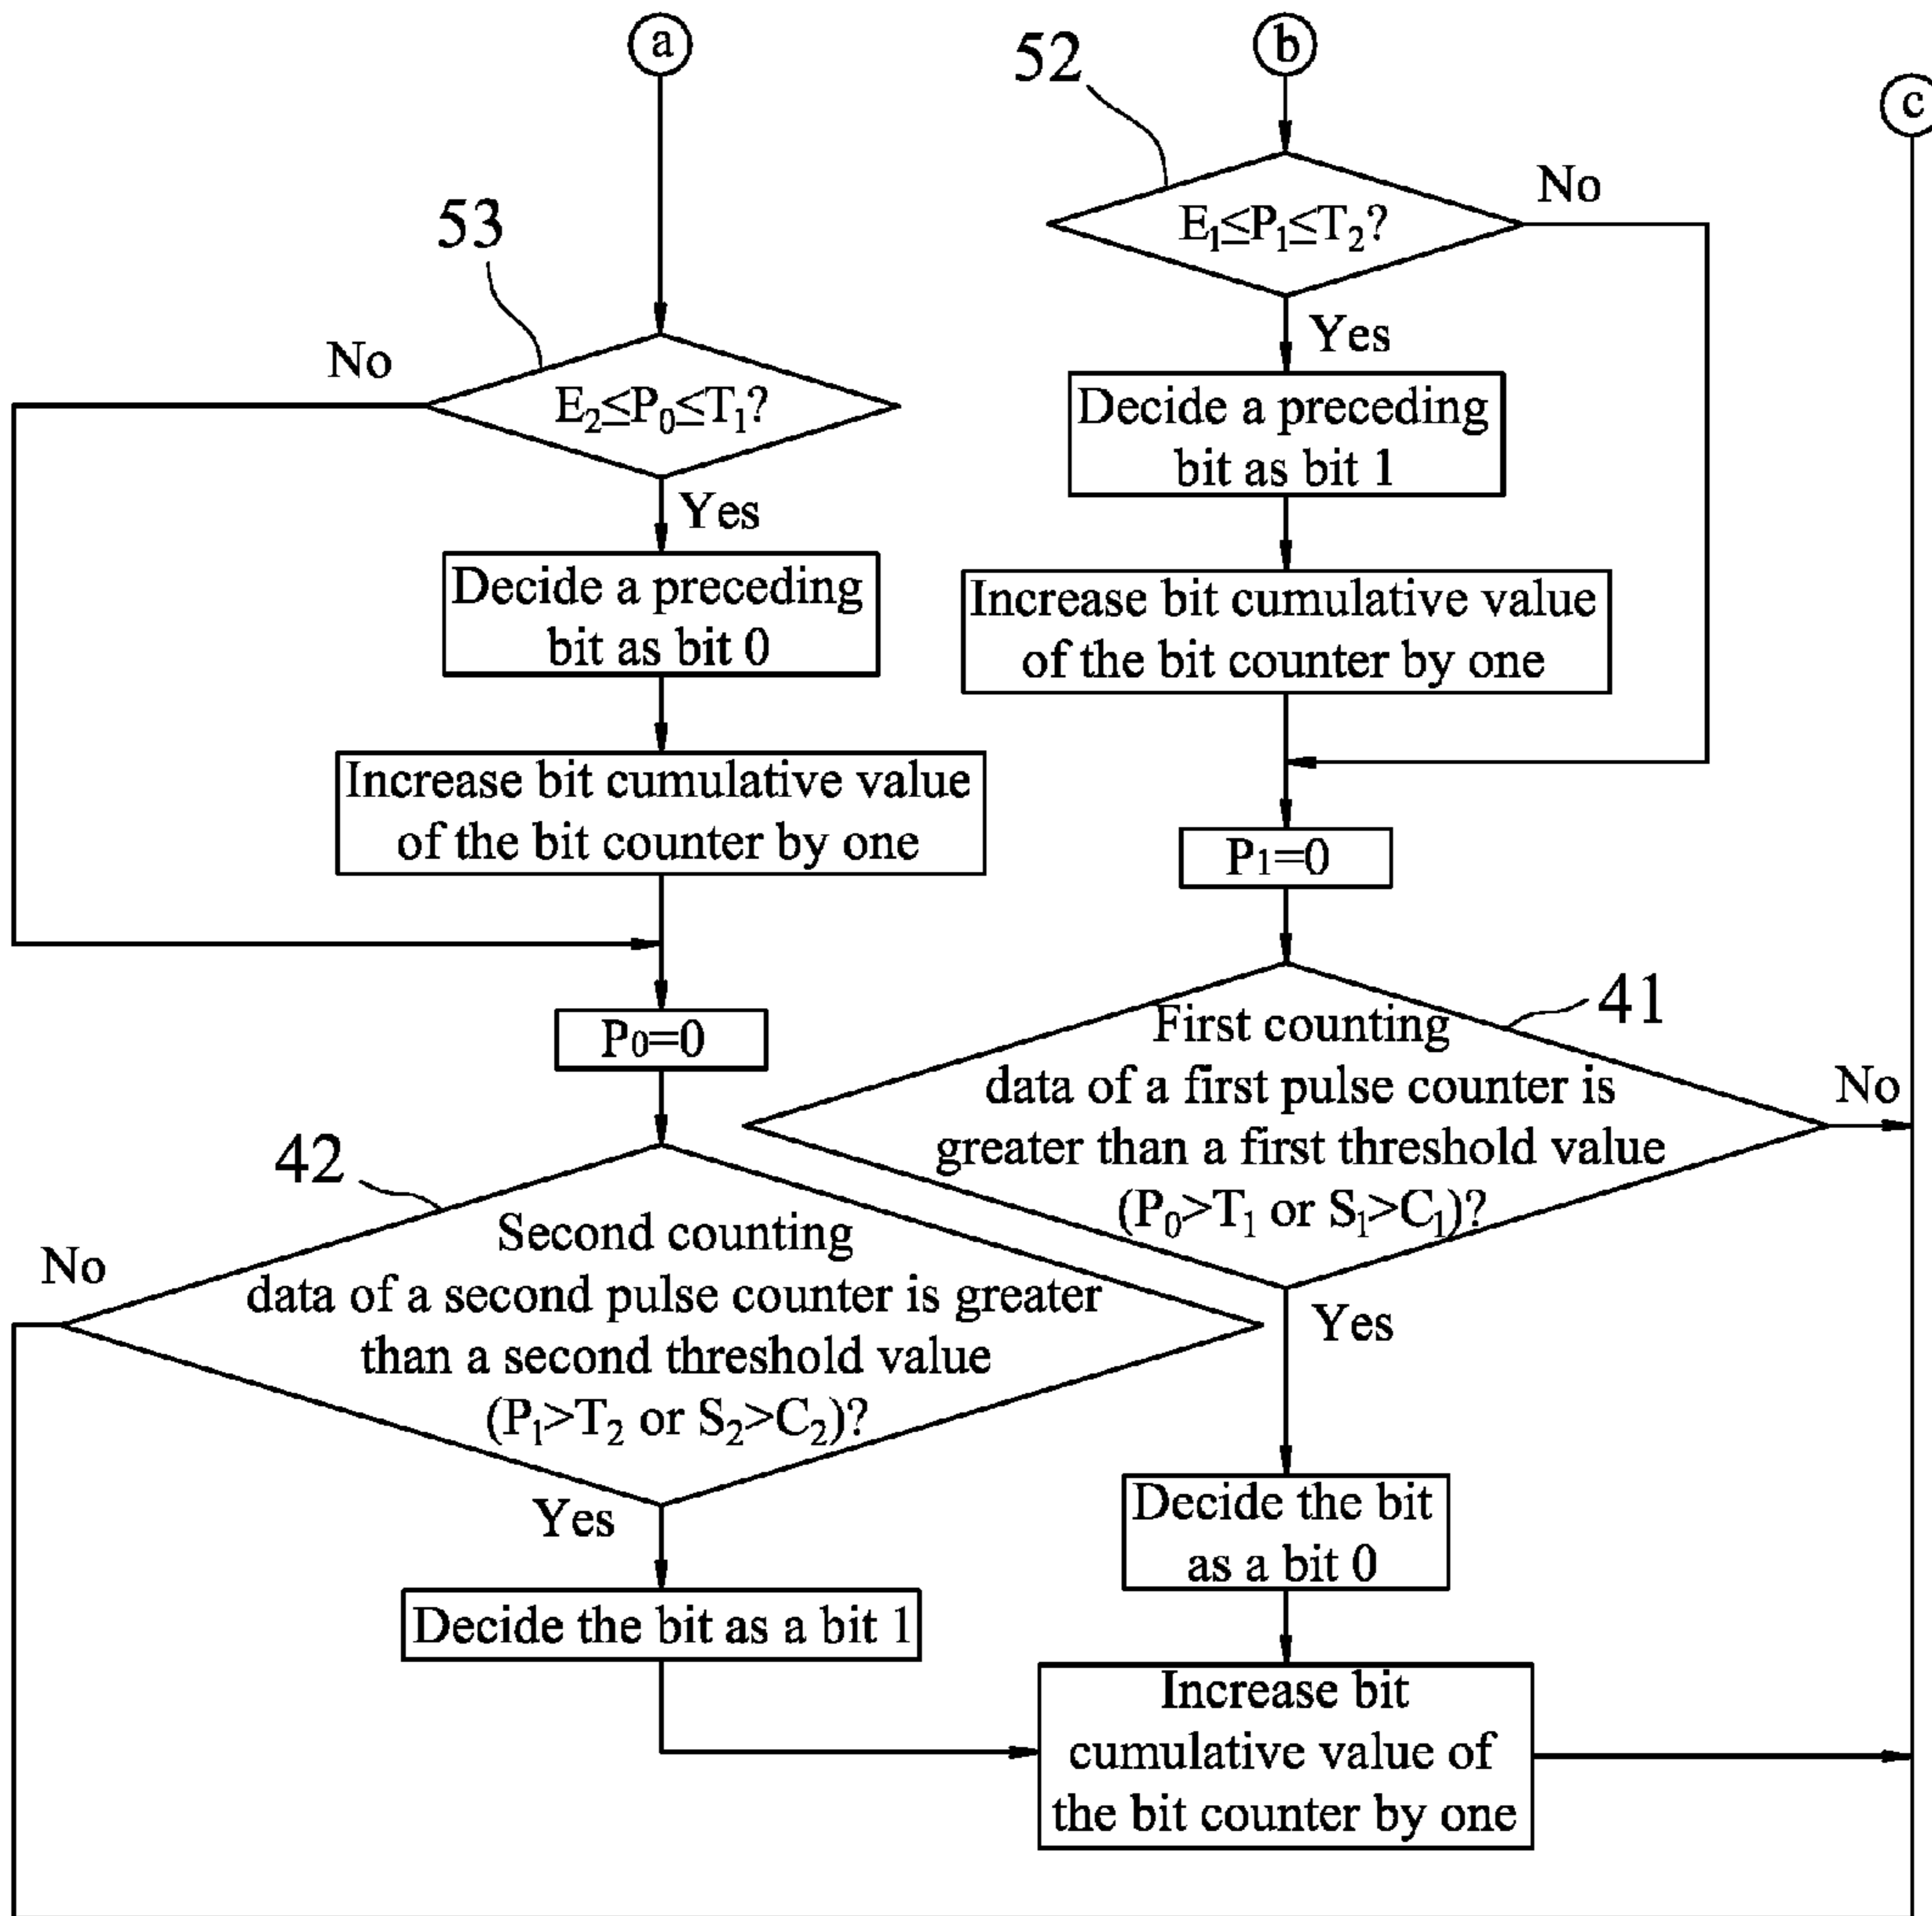 a
b
52
c
No
E₁≤P₁≤T₂?
53
Yes
No
E₂≤P₀≤T₁?
Decide a preceding
bit as bit 1
Yes
Decide a preceding
bit as bit 0
Increase bit cumulative value
of the bit counter by one
Increase bit cumulative value
of the bit counter by one
P₁=0
P₀=0
41
First counting
data of a first pulse counter is
greater than a first threshold value
(P₀>T₁ or S₁>C₁)?
No
42
Second counting
data of a second pulse counter is greater
than a second threshold value
(P₁>T₂ or S₂>C₂)?
No
Yes
Yes
Decide the bit
as a bit 0
Decide the bit as a bit 1
Increase bit
cumulative value of
the bit counter by one